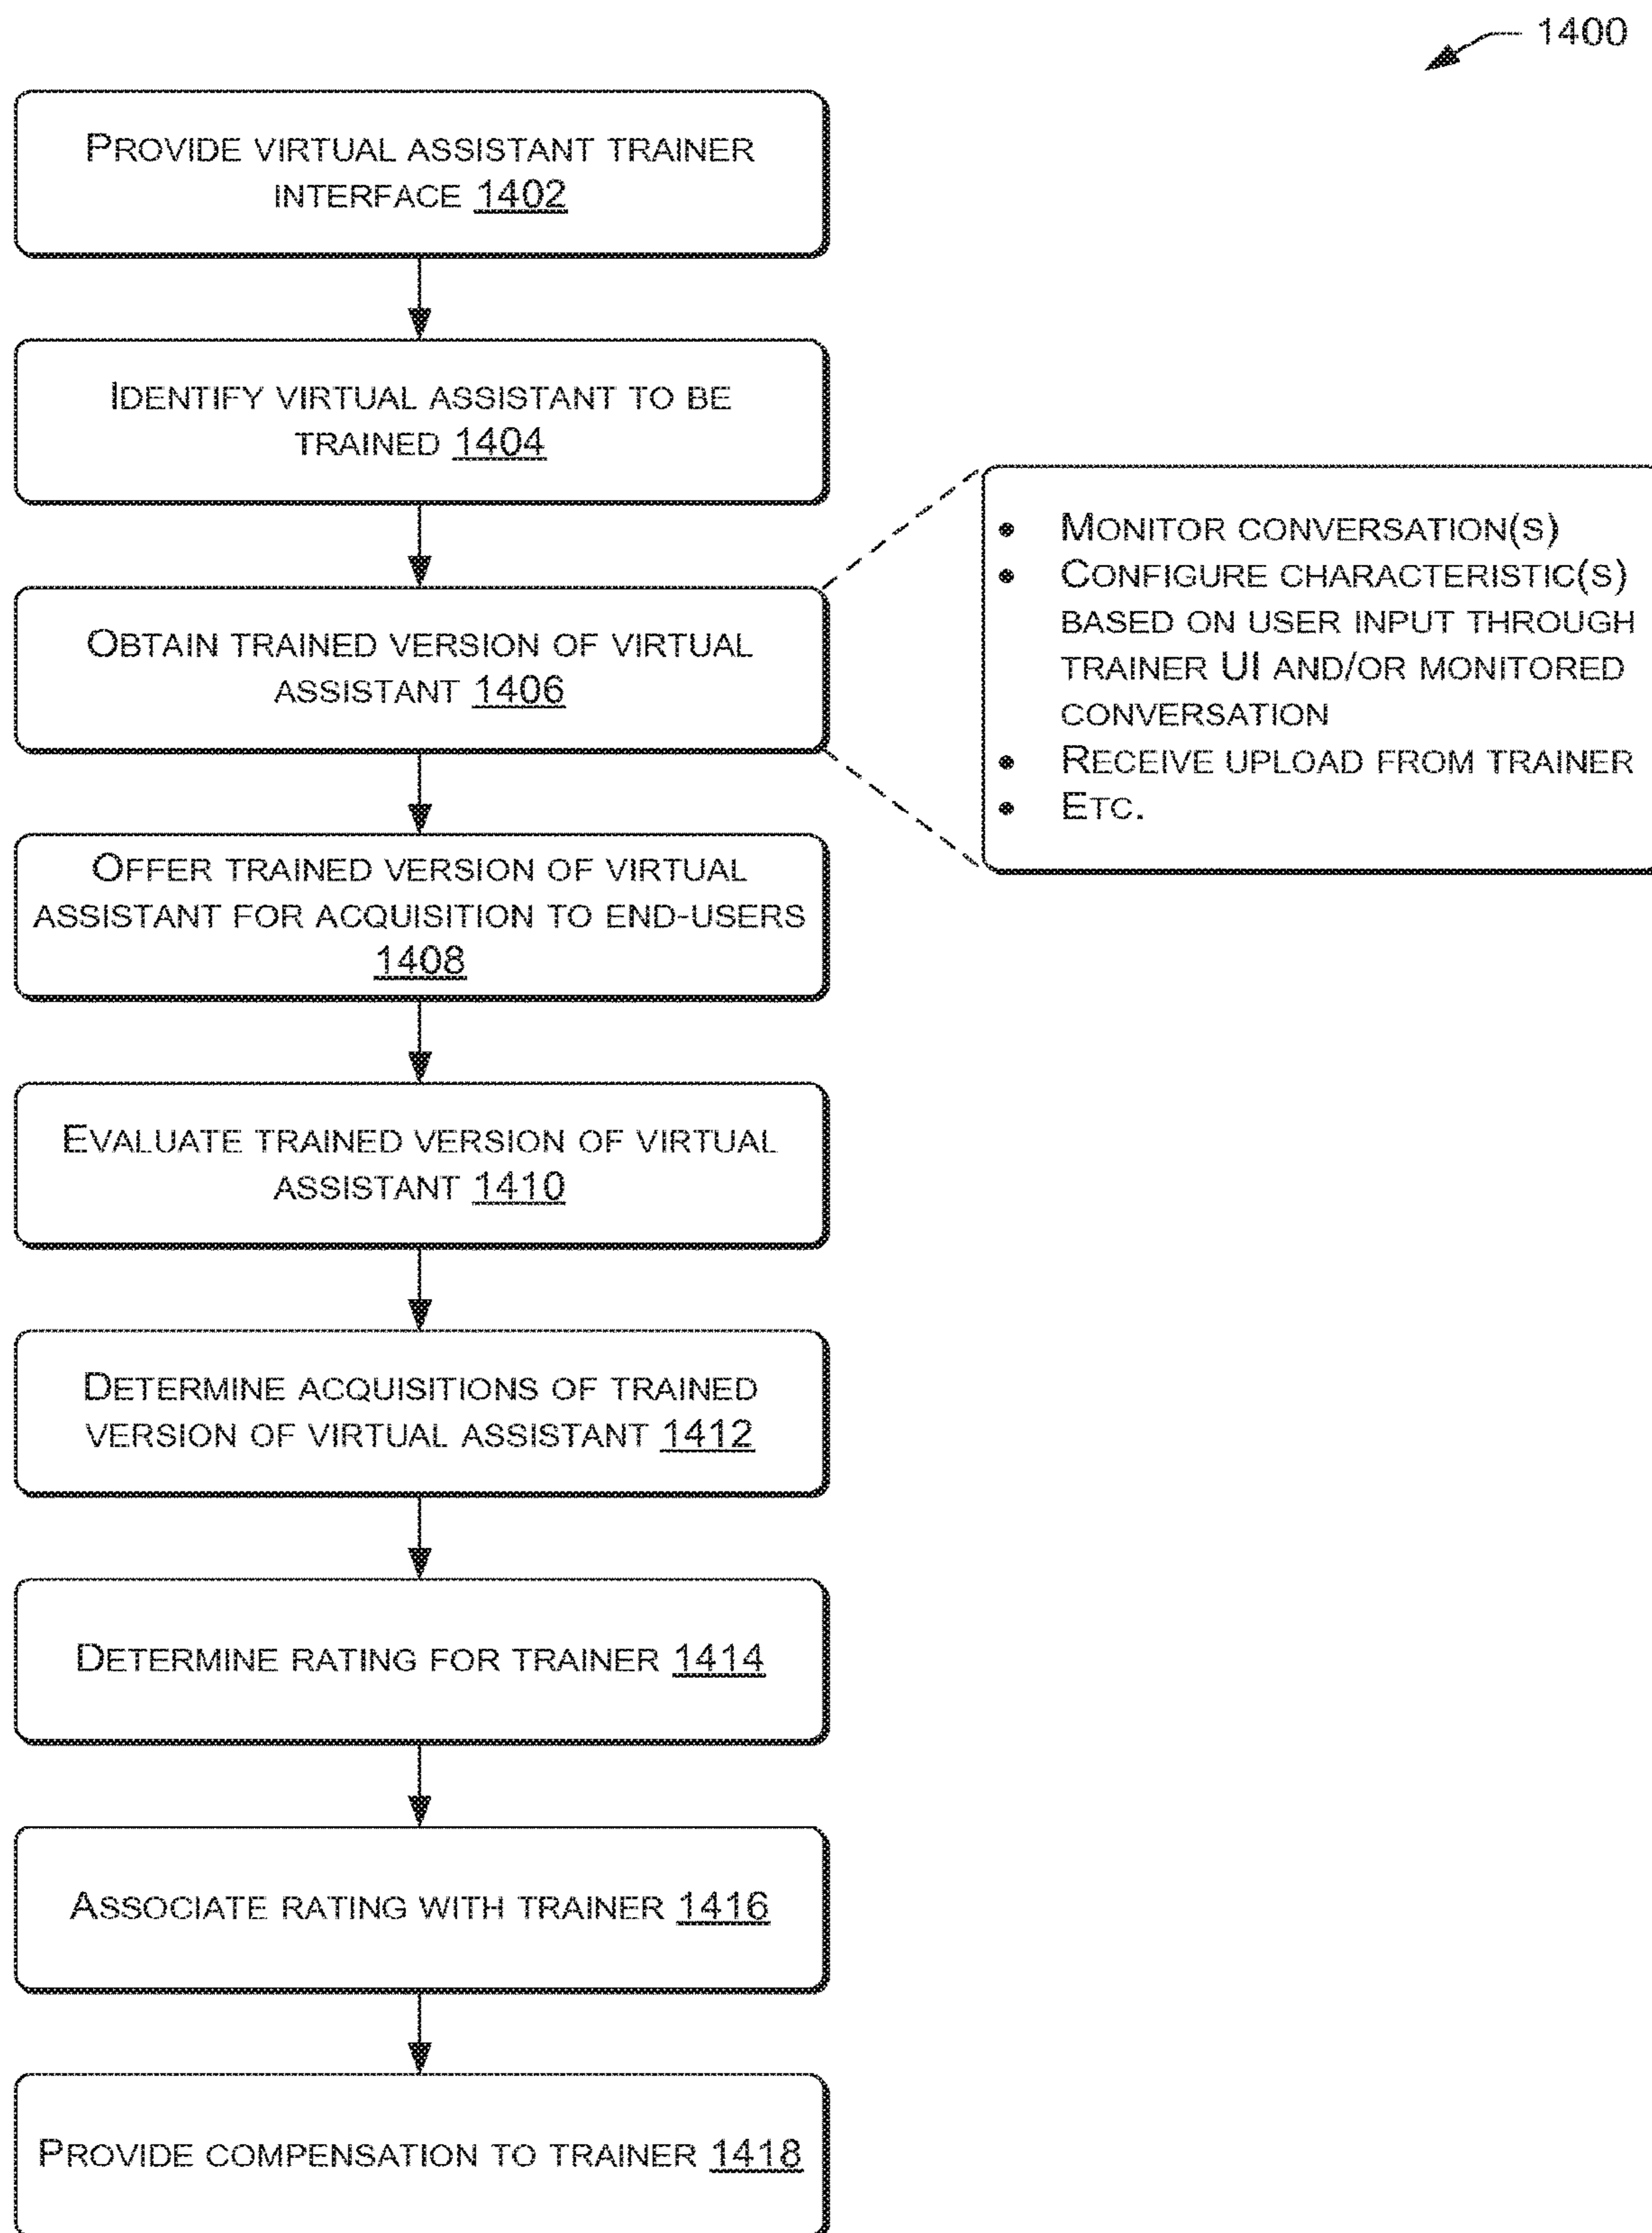 1400
PROVIDE VIRTUAL ASSISTANT TRAINER
INTERFACE 1402
IDENTIFY VIRTUAL ASSISTANT TO BE
TRAINED 1404
OBTAIN TRAINED VERSION OF VIRTUAL
ASSISTANT 1406
• MONITOR CONVERSATION(S)
• CONFIGURE CHARACTERISTIC(S)
BASED ON USER INPUT THROUGH
TRAINER UI AND/OR MONITORED
CONVERSATION
• RECEIVE UPLOAD FROM TRAINER
• ETC.
OFFER TRAINED VERSION OF VIRTUAL
ASSISTANT FOR ACQUISITION TO END-USERS
1408
EVALUATE TRAINED VERSION OF VIRTUAL
ASSISTANT 1410
DETERMINE ACQUISITIONS OF TRAINED
VERSION OF VIRTUAL ASSISTANT 1412
DETERMINE RATING FOR TRAINER 1414
ASSOCIATE RATING WITH TRAINER 1416
PROVIDE COMPENSATION TO TRAINER 1418